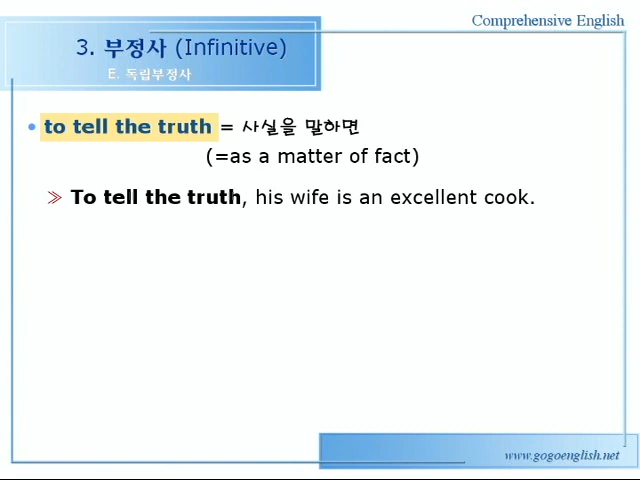 Comprehensive English
3. 부정사 (Infinitive)
E. 독립부정사
• to tell the truth = 사실을 말하면
(=as a matter of fact)
≫ To tell the truth, his wife is an excellent cook.
www.gogoenglish.net